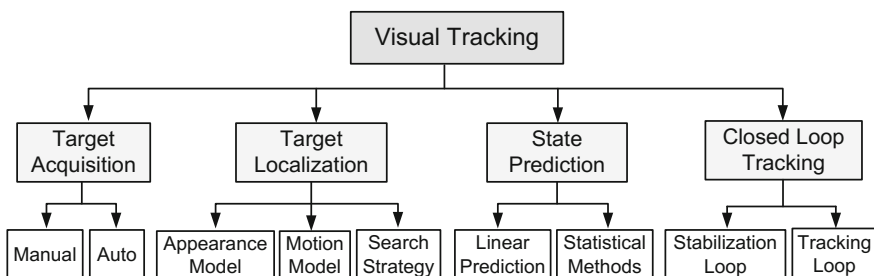 Visual Tracking
Target
Acquisition
Target
Localization
State
Prediction
Closed Loop
Tracking
Manual
Auto
Appearance
Model
Motion
Model
Search
Strategy
Linear
Prediction
Statistical
Methods
Stabilization
Loop
Tracking
Loop